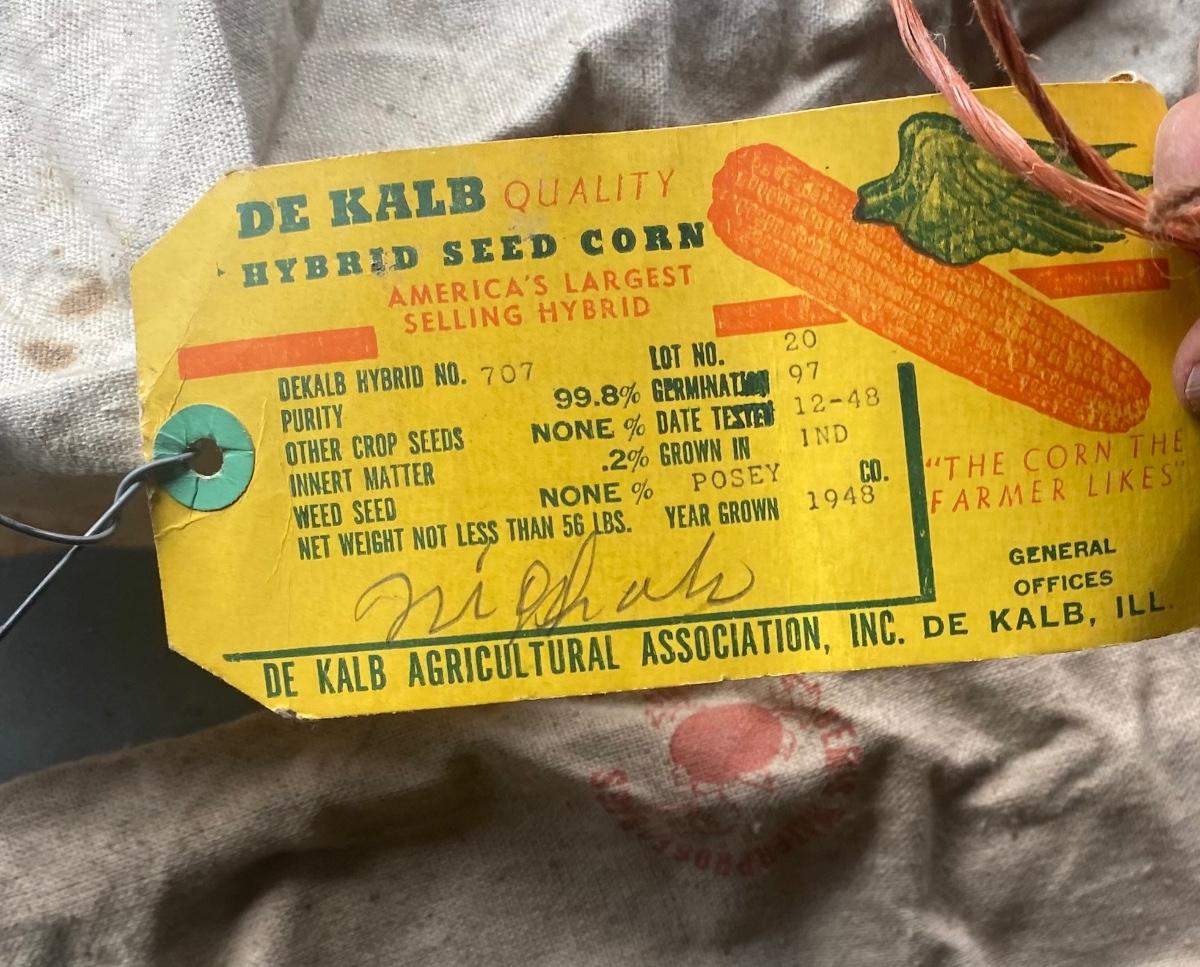 DE KALB QUALITY
HYBRID SEED CORN
AMERICA'S LARGEST
SELLING HYBRID
DEKALB HYBRID NO. 707
PURITY 99.8%
OTHER CROP SEEDS NONE %
INNERT MATTER .2%
WEED SEED NONE %
NET WEIGHT NOT LESS THAN 56 LBS.
LOT NO. 20
GERMINATION 97
DATE TESTED 12-48
GROWN IN IND
POSEY CO.
YEAR GROWN 1948
"THE CORN THE
FARMER LIKES"
GENERAL
OFFICES
DE KALB AGRICULTURAL ASSOCIATION, INC. DE KALB, ILL.